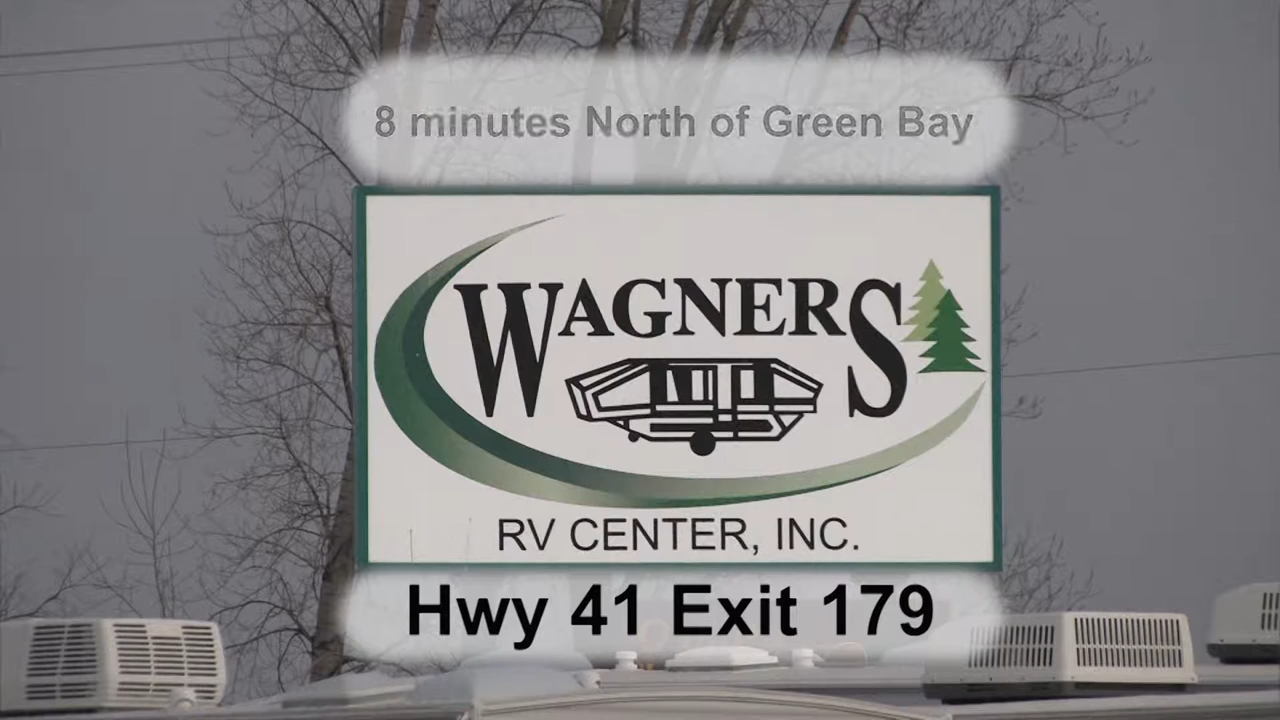 8 minutes North of Green Bay
WAGNERS
RV CENTER, INC.
Hwy 41 Exit 179